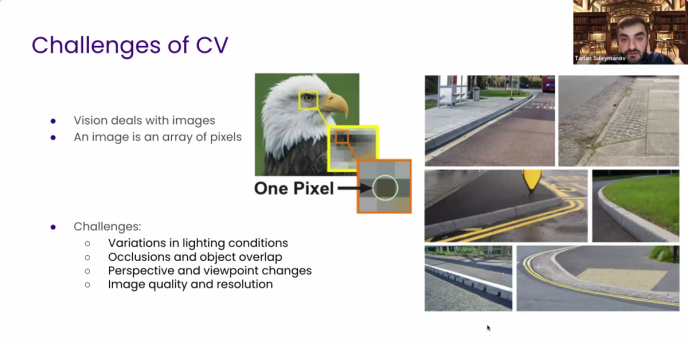 Challenges of CV
Tarlan Suleymanov
● Vision deals with images
● An image is an array of pixels
One Pixel
● Challenges:
○ Variations in lighting conditions
○ Occlusions and object overlap
○ Perspective and viewpoint changes
○ Image quality and resolution